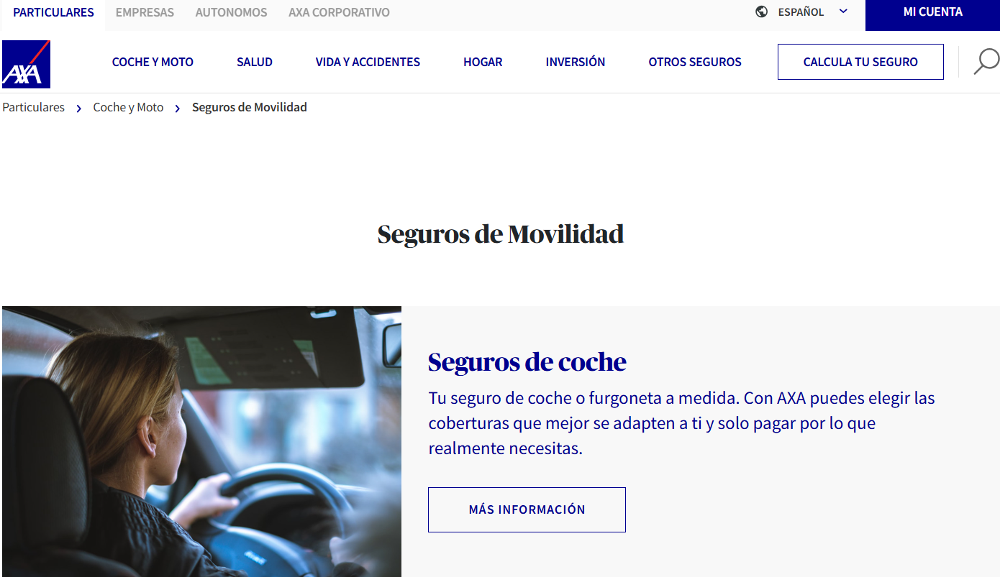 PARTICULARES EMPRESAS AUTONOMOS AXA CORPORATIVO ESPAÑOL MI CUENTA
AXA COCHE Y MOTO SALUD VIDA Y ACCIDENTES HOGAR INVERSIÓN OTROS SEGUROS CALCULA TU SEGURO
Particulares Coche y Moto Seguros de Movilidad
Seguros de Movilidad
Seguros de coche
Tu seguro de coche o furgoneta a medida. Con AXA puedes elegir las
coberturas que mejor se adapten a ti y solo pagar por lo que
realmente necesitas.
MÁS INFORMACIÓN